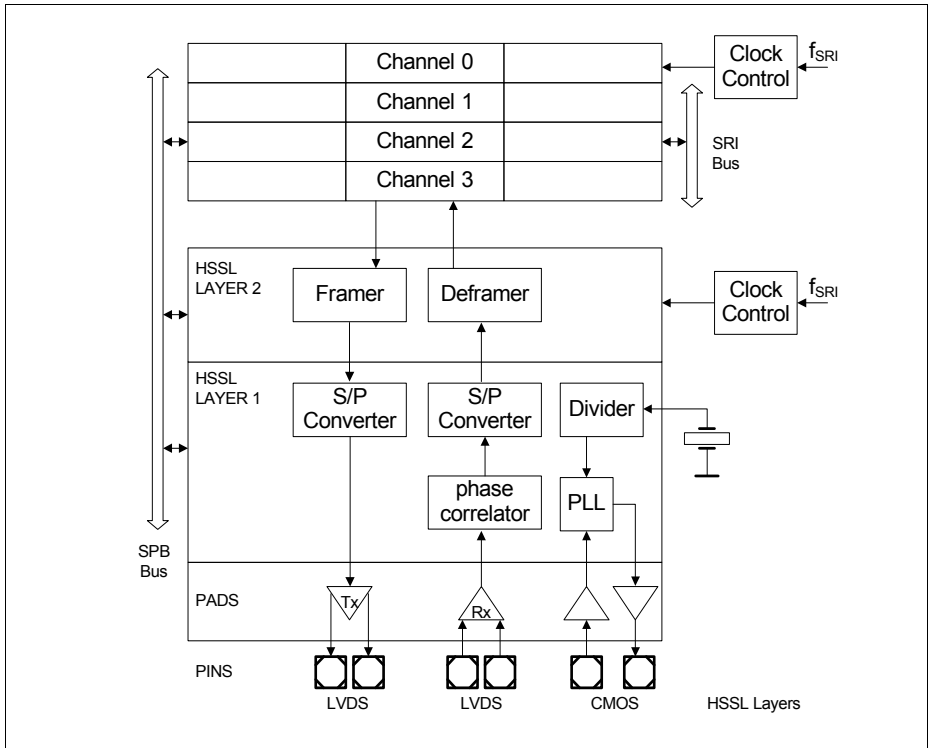 Channel 0
Channel 1
Channel 2
Channel 3
Clock
Control
fSRI
SRI
Bus
HSSL
LAYER 2
Framer
Deframer
Clock
Control
fSRI
HSSL
LAYER 1
S/P
Converter
S/P
Converter
Divider
phase
correlator
PLL
SPB
Bus
PADS
Tx
Rx
PINS
LVDS
LVDS
CMOS
HSSL Layers